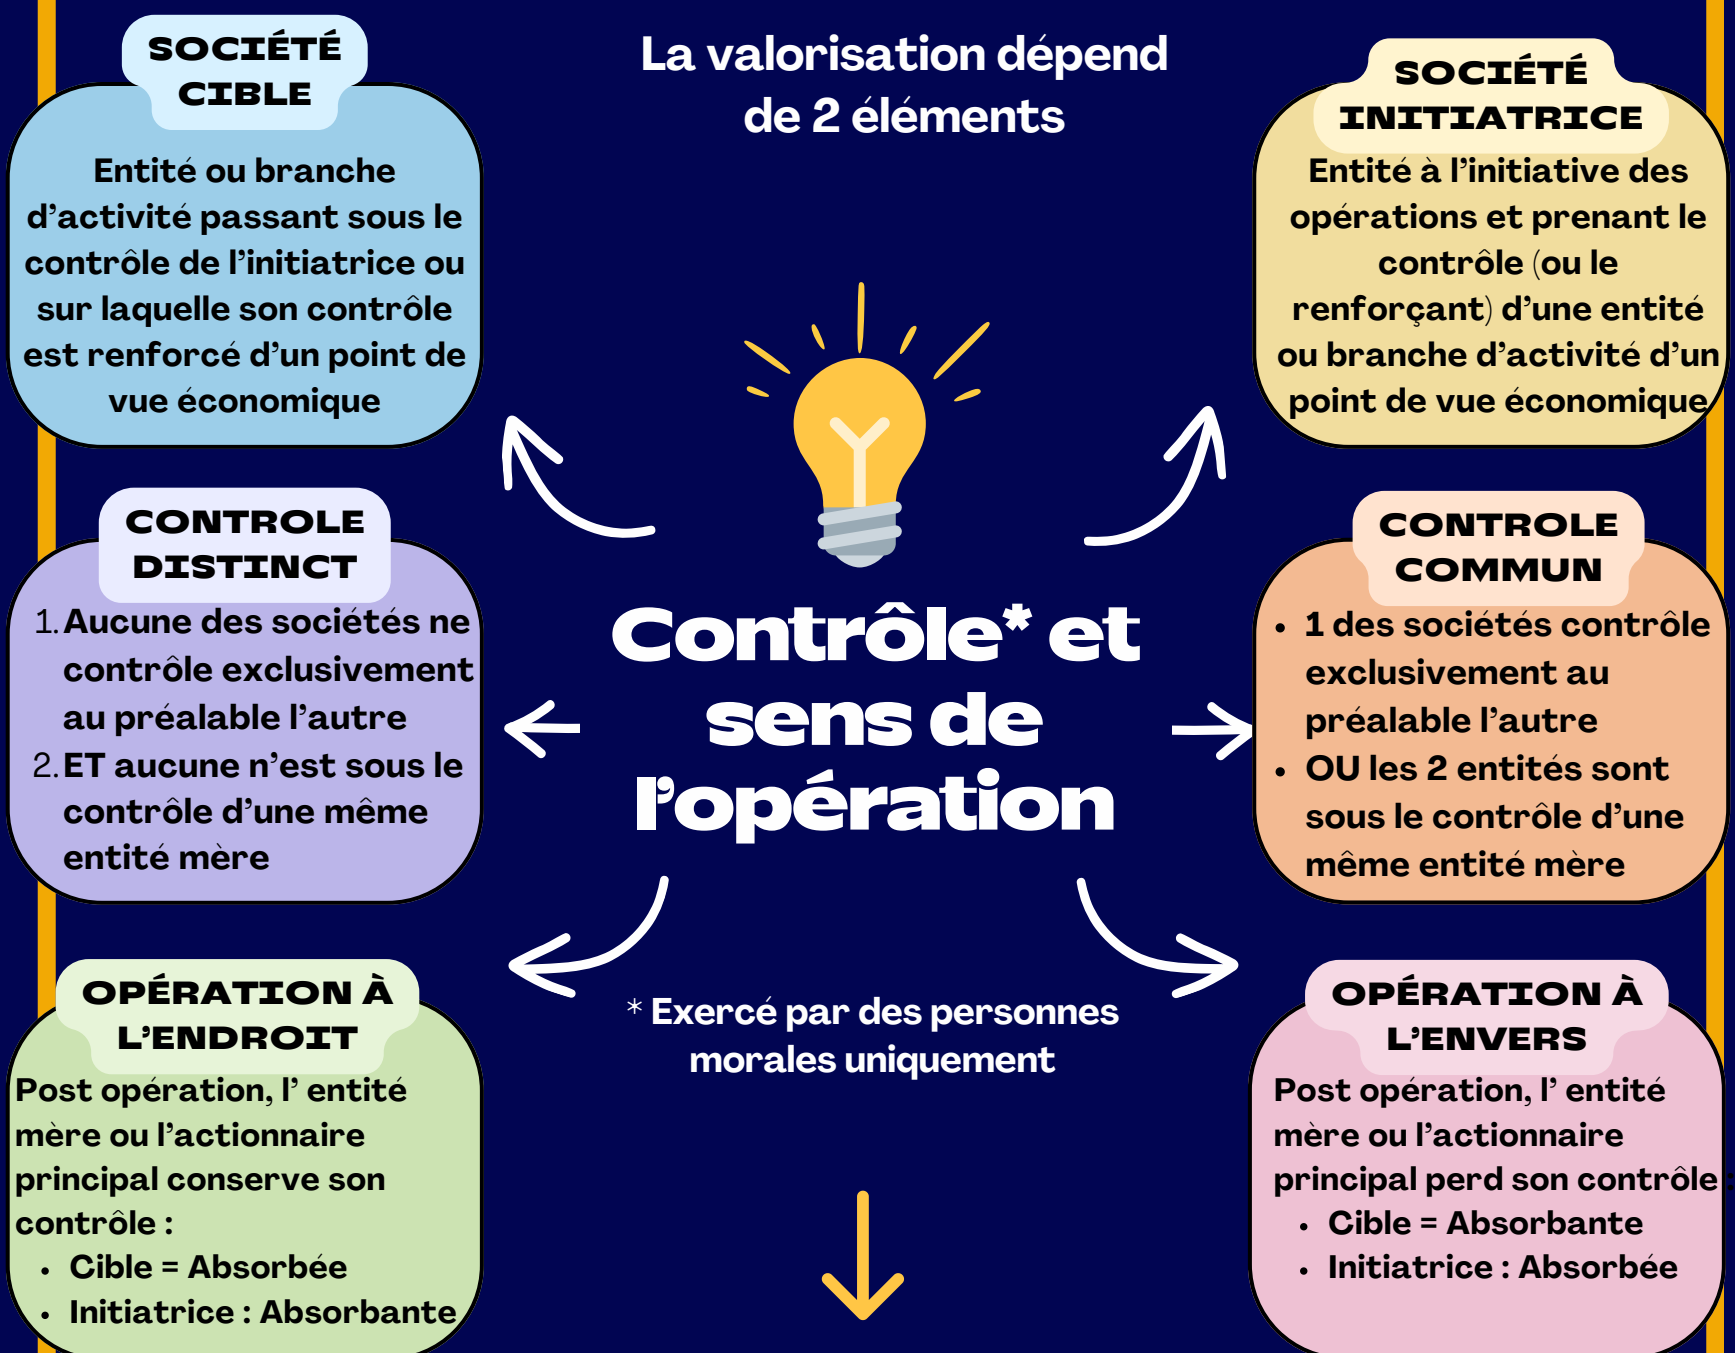 La valorisation dépend
de 2 éléments
SOCIÉTÉ
CIBLE
Entité ou branche
d’activité passant sous le
contrôle de l’initiatrice ou
sur laquelle son contrôle
est renforcé d’un point de
vue économique
SOCIÉTÉ
INITIATRICE
Entité à l’initiative des
opérations et prenant le
contrôle (ou le
renforçant) d’une entité
ou branche d’activité d’un
point de vue économique
Contrôle* et
sens de
l’opération
CONTROLE
DISTINCT
1. Aucune des sociétés ne
contrôle exclusivement
au préalable l’autre
2. ET aucune n’est sous le
contrôle d’une même
entité mère
CONTROLE
COMMUN
• 1 des sociétés contrôle
exclusivement au
préalable l’autre
• OU les 2 entités sont
sous le contrôle d’une
même entité mère
OPÉRATION À
L’ENDROIT
Post opération, l’ entité
mère ou l’actionnaire
principal conserve son
contrôle :
• Cible = Absorbée
• Initiatrice : Absorbante
* Exercé par des personnes
morales uniquement
OPÉRATION À
L’ENVERS
Post opération, l’ entité
mère ou l’actionnaire
principal perd son contrôle :
• Cible = Absorbante
• Initiatrice : Absorbée